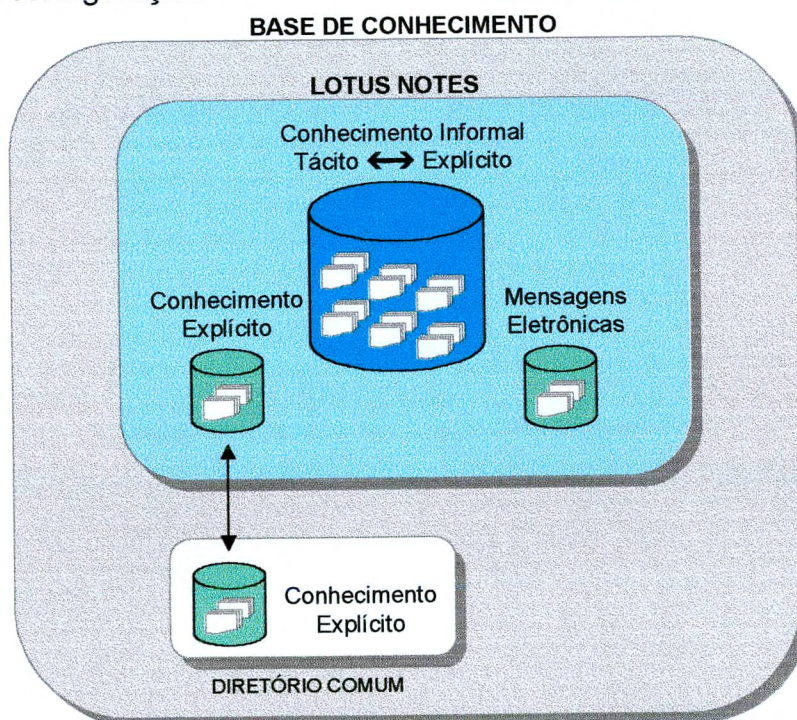 BASE DE CONHECIMENTO
LOTUS NOTES
Conhecimento Informal
Tácito ↔ Explícito
Conhecimento
Explícito
Mensagens
Eletrônicas
Conhecimento
Explícito
DIRETÓRIO COMUM